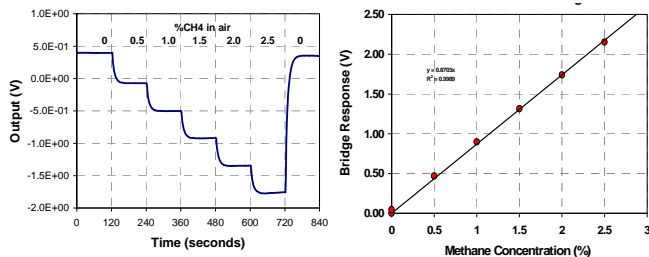 %CH4 in air
0 0.5 1.0 1.5 2.0 2.5 0
1.0E+00
5.0E-01
0.0E+00
-5.0E-01
-1.0E+00
-1.5E+00
-2.0E+00
Output (V)
0 120 240 360 480 600 720 840
Time (seconds)
2.50
2.00
1.50
1.00
0.50
0.00
Bridge Response (V)
y = 0.8703x
R² = 0.9989
0 0.5 1 1.5 2 2.5 3
Methane Concentration (%)